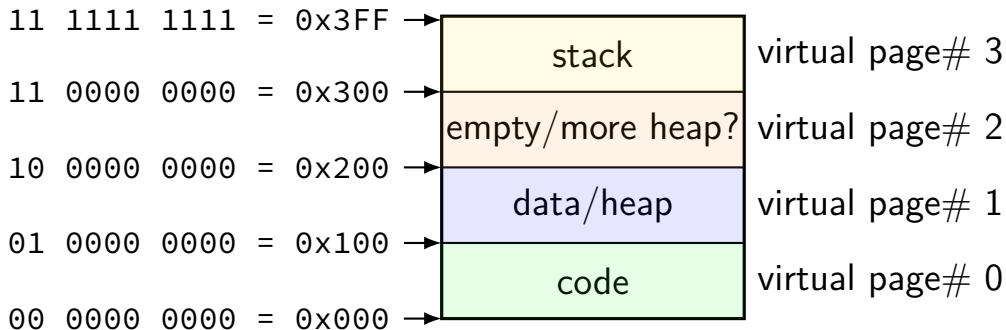 11 1111 1111 = 0x3FF
stack
virtual page# 3
11 0000 0000 = 0x300
empty/more heap?
virtual page# 2
10 0000 0000 = 0x200
data/heap
virtual page# 1
01 0000 0000 = 0x100
code
virtual page# 0
00 0000 0000 = 0x000